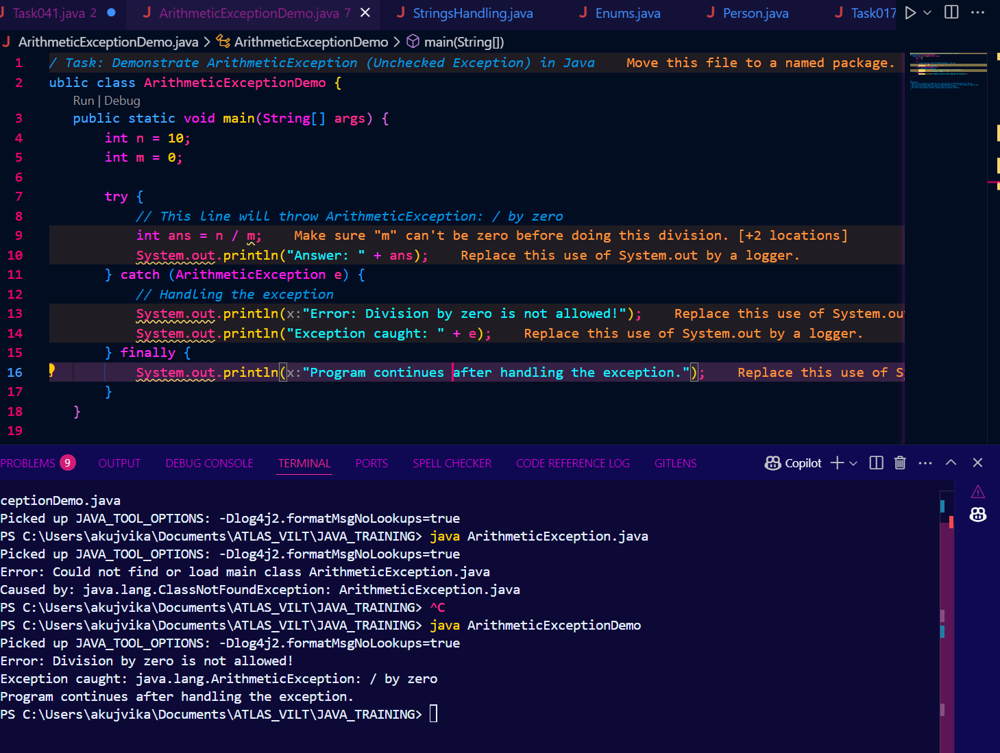 Task041.java 2
ArithmeticExceptionDemo.java 7
StringsHandling.java
Enums.java
Person.java
Task017
ArithmeticExceptionDemo.java > ArithmeticExceptionDemo > main(String[])
1 / Task: Demonstrate ArithmeticException (Unchecked Exception) in Java Move this file to a named package.
2 ublic class ArithmeticExceptionDemo {
Run | Debug
3 public static void main(String[] args) {
4 int n = 10;
5 int m = 0;
6
7 try {
8 // This line will throw ArithmeticException: / by zero
9 int ans = n / m; Make sure "m" can't be zero before doing this division. [+2 locations]
10 System.out.println("Answer: " + ans); Replace this use of System.out by a logger.
11 } catch (ArithmeticException e) {
12 // Handling the exception
13 System.out.println(x:"Error: Division by zero is not allowed!"); Replace this use of System.ou
14 System.out.println("Exception caught: " + e); Replace this use of System.out by a logger.
15 } finally {
16 System.out.println(x:"Program continues after handling the exception."); Replace this use of S
17 }
18 }
19
PROBLEMS 9 OUTPUT DEBUG CONSOLE TERMINAL PORTS SPELL CHECKER CODE REFERENCE LOG GITLENS Copilot
ceptionDemo.java
Picked up JAVA_TOOL_OPTIONS: -Dlog4j2.formatMsgNoLookups=true
PS C:\Users\akujvika\Documents\ATLAS_VILT\JAVA_TRAINING> java ArithmeticException.java
Picked up JAVA_TOOL_OPTIONS: -Dlog4j2.formatMsgNoLookups=true
Error: Could not find or load main class ArithmeticException.java
Caused by: java.lang.ClassNotFoundException: ArithmeticException.java
PS C:\Users\akujvika\Documents\ATLAS_VILT\JAVA_TRAINING> ^C
PS C:\Users\akujvika\Documents\ATLAS_VILT\JAVA_TRAINING> java ArithmeticExceptionDemo
Picked up JAVA_TOOL_OPTIONS: -Dlog4j2.formatMsgNoLookups=true
Error: Division by zero is not allowed!
Exception caught: java.lang.ArithmeticException: / by zero
Program continues after handling the exception.
PS C:\Users\akujvika\Documents\ATLAS_VILT\JAVA_TRAINING>